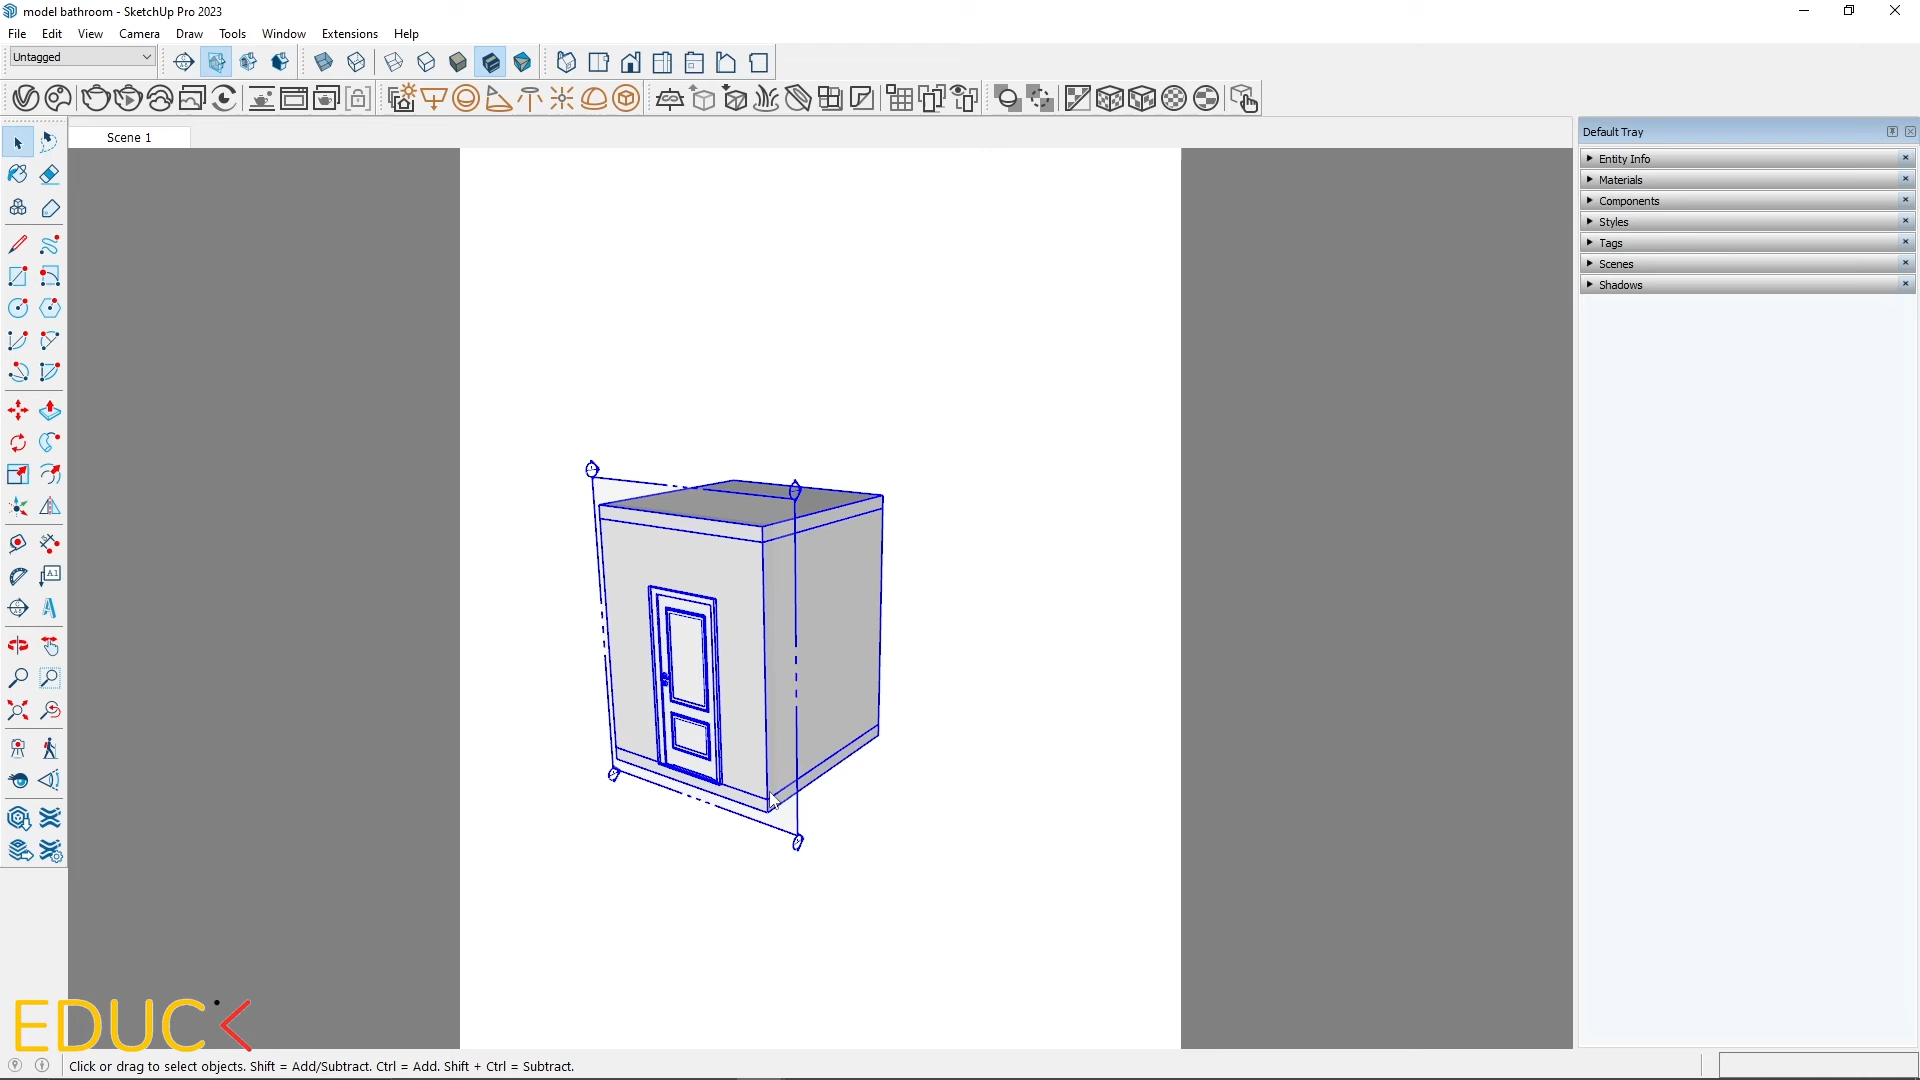 model bathroom - SketchUp Pro 2023
File Edit View Camera Draw Tools Window Extensions Help
Untagged
Scene 1
Default Tray
Entity Info
Materials
Components
Styles
Tags
Scenes
Shadows
A1
EDUC
Click or drag to select objects. Shift = Add/Subtract. Ctrl = Add. Shift + Ctrl = Subtract.